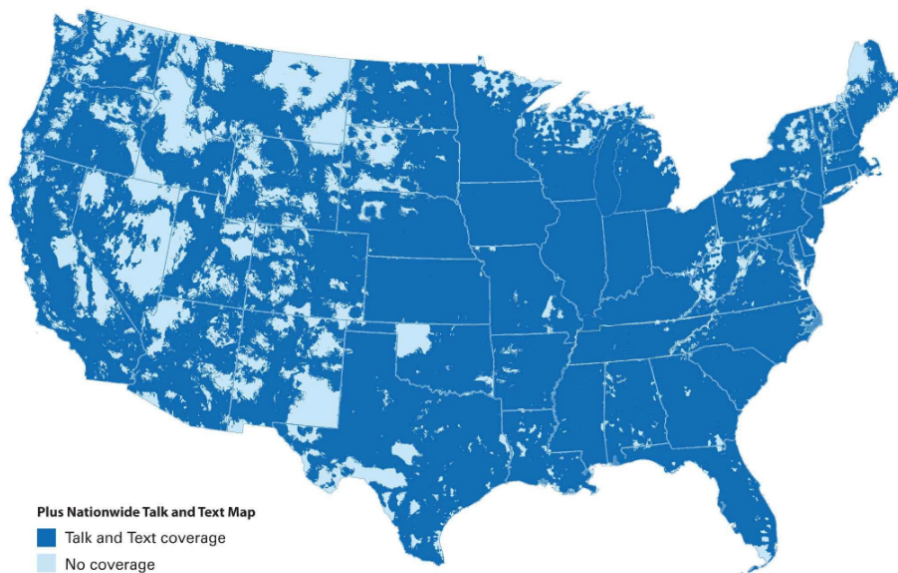 Plus Nationwide Talk and Text Map
Talk and Text coverage
No coverage